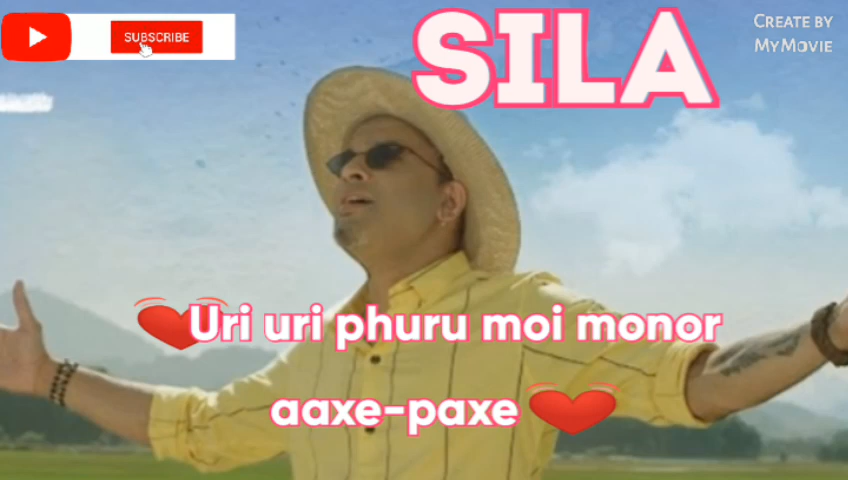 SUBSCRIBE
SILA
CREATE BY
MYMOVIE
Uri uri phuru moi monor
aaxe-paxe